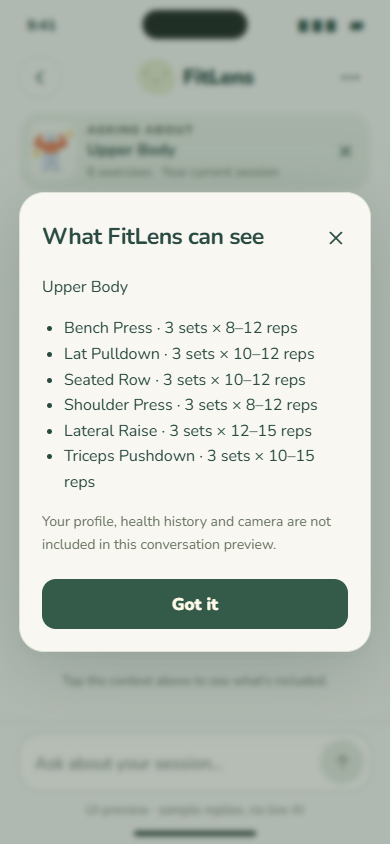 9:41
FitLens
ASKING ABOUT
Upper Body
6 exercises · Your current session
What FitLens can see
Upper Body
• Bench Press · 3 sets × 8–12 reps
• Lat Pulldown · 3 sets × 10–12 reps
• Seated Row · 3 sets × 10–12 reps
• Shoulder Press · 3 sets × 8–12 reps
• Lateral Raise · 3 sets × 12–15 reps
• Triceps Pushdown · 3 sets × 10–15
reps
Your profile, health history and camera are not
included in this conversation preview.
Got it
Tap the context above to see what's included
Ask about your session...
UI preview · sample replies, no live AI